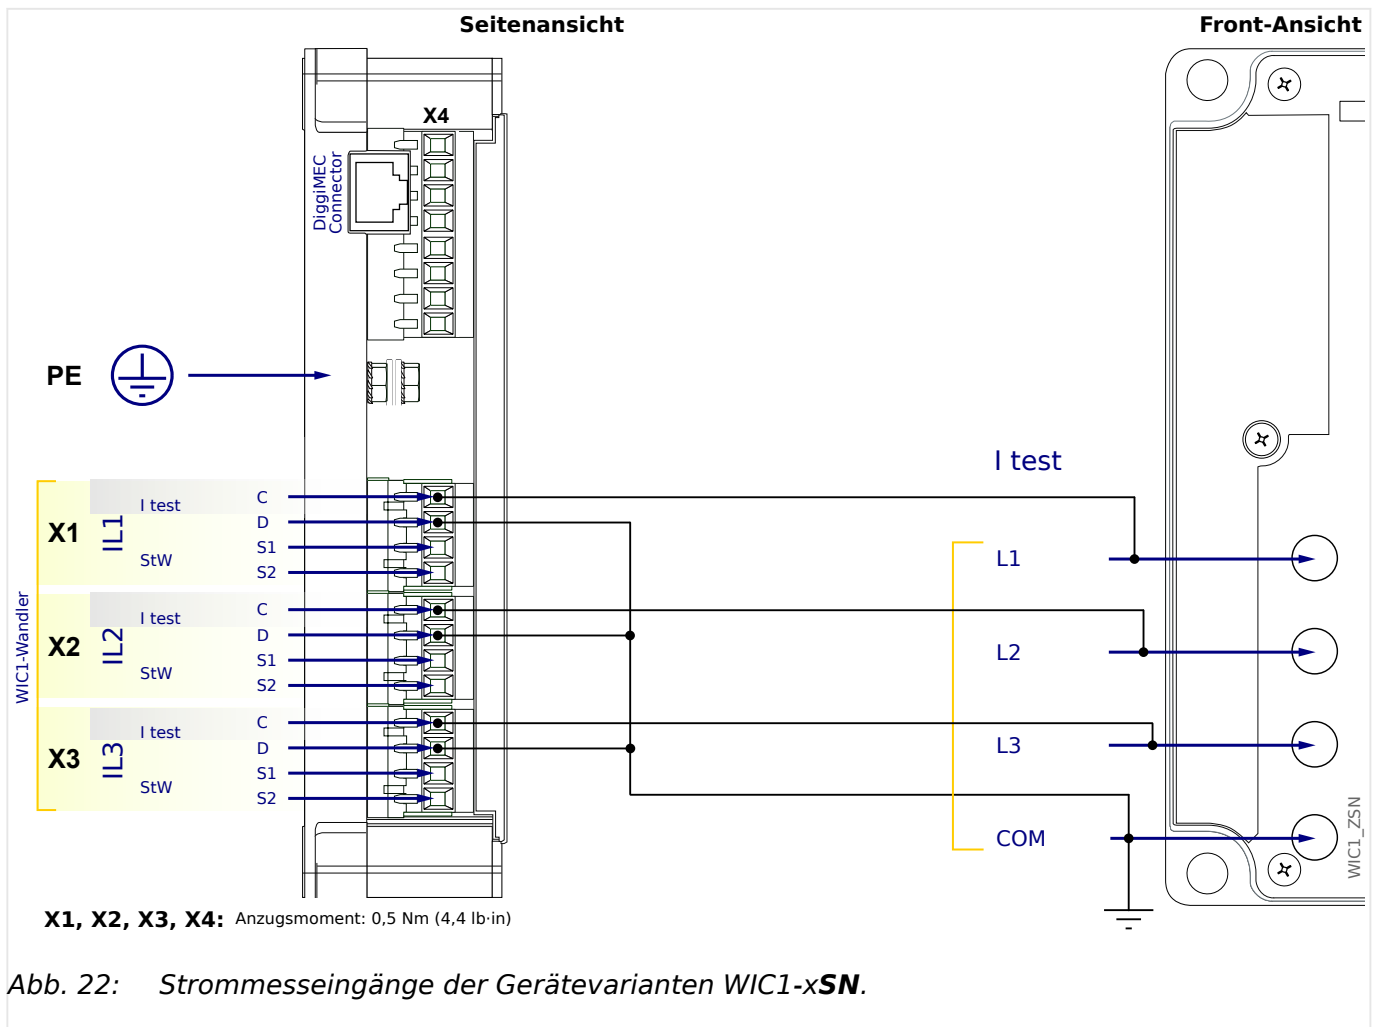 Seitenansicht
Front-Ansicht
X4
DiggiMEC
Connector
PE
I test
WIC1-Wandler
X1
IL1
I test
StW
C
D
S1
S2
X2
IL2
I test
StW
C
D
S1
S2
X3
IL3
I test
StW
C
D
S1
S2
L1
L2
L3
COM
WIC1_ZSN
X1, X2, X3, X4: Anzugsmoment: 0,5 Nm (4,4 lb·in)
Abb. 22: Strommesseingänge der Gerätevarianten WIC1-xSN.